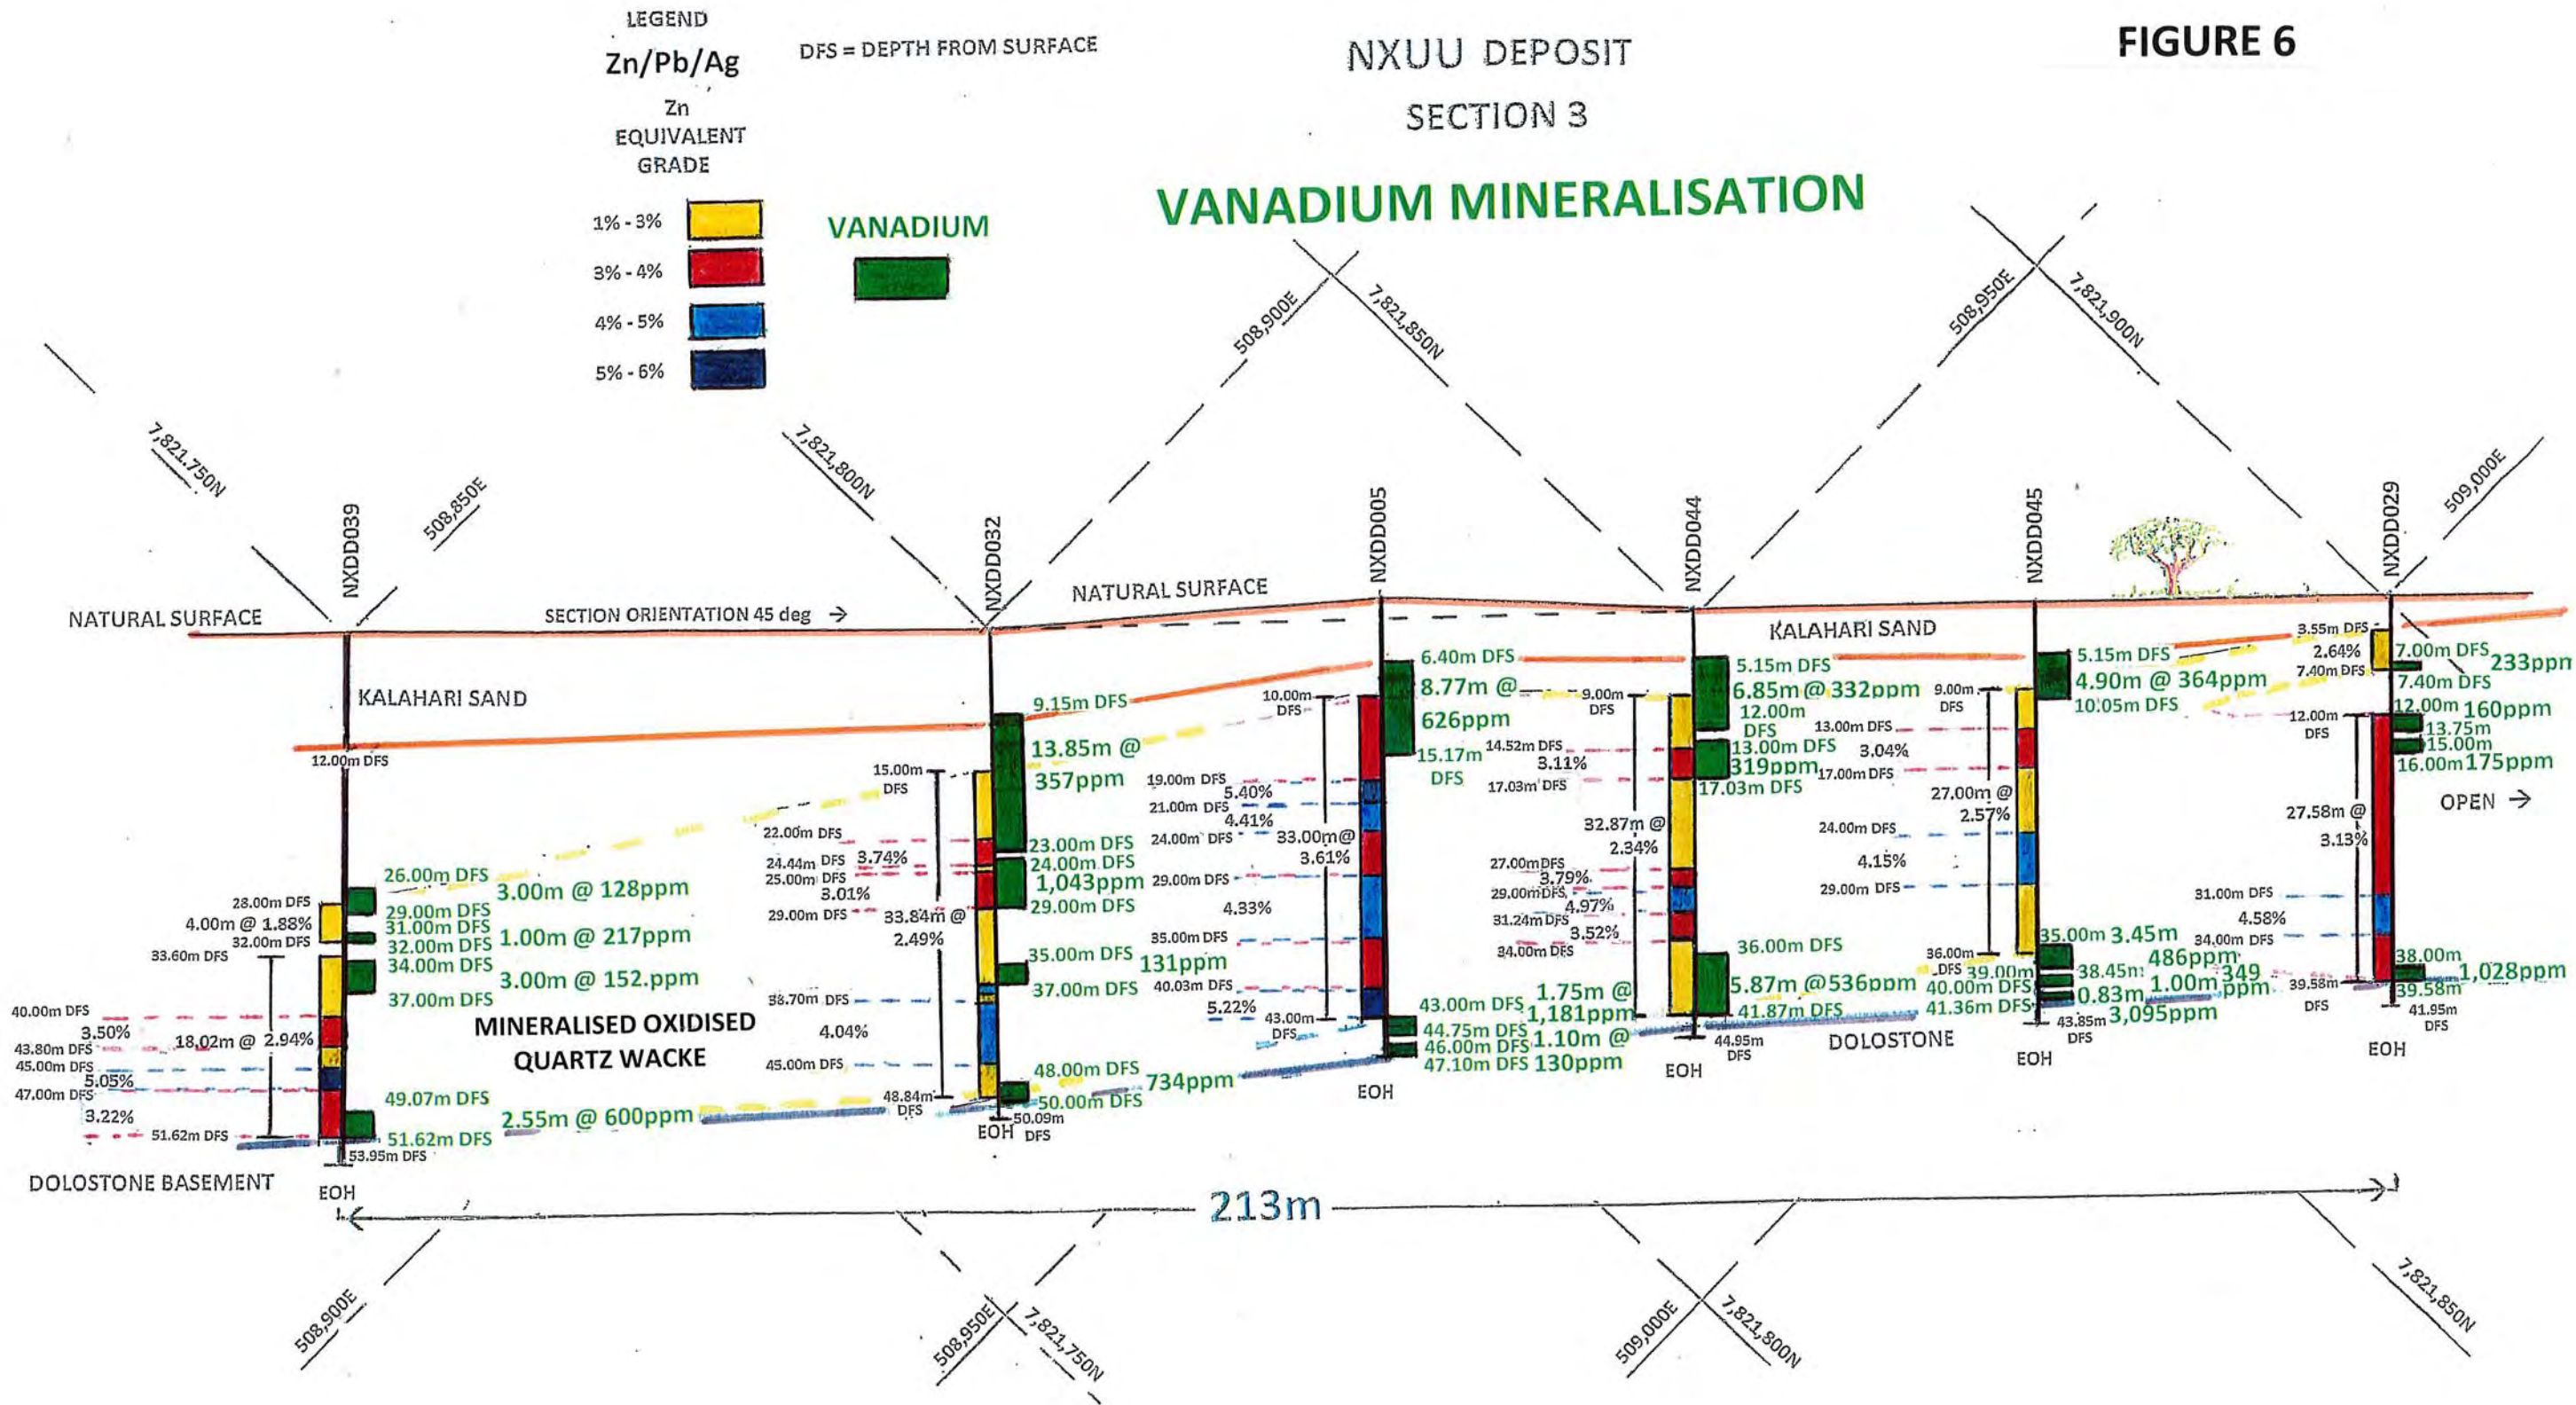 LEGEND
Zn/Pb/Ag
Zn
EQUIVALENT
GRADE
1% - 3%
3% - 4%
4% - 5%
5% - 6%
DFS = DEPTH FROM SURFACE
VANADIUM
NXUU DEPOSIT
SECTION 3
VANADIUM MINERALISATION
FIGURE 6
7,821.750N
508,850E
7,821,800N
508,900E
7,821,850N
508,950E
7,821,900N
509,000E
NXDD039
NXDD032
NXDD005
NXDD044
NXDD045
NXDD029
NATURAL SURFACE
SECTION ORIENTATION 45 deg →
NATURAL SURFACE
KALAHARI SAND
KALAHARI SAND
12.00m DFS
28.00m DFS
4.00m @ 1.88%
32.00m DFS
33.60m DFS
40.00m DFS
3.50%
18.02m @ 2.94%
43.80m DFS
45.00m DFS
5.05%
47.00m DFS
3.22%
51.62m DFS
26.00m DFS
3.00m @ 128ppm
29.00m DFS
31.00m DFS
1.00m @ 217ppm
32.00m DFS
34.00m DFS
3.00m @ 152.ppm
37.00m DFS
49.07m DFS
2.55m @ 600ppm
51.62m DFS
53.95m DFS
EOH
DOLOSTONE BASEMENT
MINERALISED OXIDISED
QUARTZ WACKE
15.00m
DFS
22.00m DFS
24.44m DFS
3.74%
25.00m DFS
3.01%
29.00m DFS
33.84m @
2.49%
38.70m DFS
4.04%
45.00m DFS
48.84m
DFS
9.15m DFS
13.85m @
357ppm
23.00m DFS
24.00m DFS
1,043ppm
29.00m DFS
35.00m DFS
131ppm
37.00m DFS
48.00m DFS
734ppm
50.00m DFS
50.09m
DFS
EOH
10.00m
DFS
19.00m DFS
5.40%
21.00m DFS
4.41%
24.00m DFS
33.00m@
3.61%
29.00m DFS
4.33%
35.00m DFS
40.03m DFS
5.22%
43.00m
DFS
6.40m DFS
8.77m @
626ppm
15.17m
DFS
43.00m DFS
1.75m @
1,181ppm
44.75m DFS
46.00m DFS
1.10m @
47.10m DFS
130ppm
EOH
9.00m
DFS
14.52m DFS
3.11%
17.03m DFS
32.87m @
2.34%
27.00m DFS
3.79%
29.00m DFS
4.97%
31.24m DFS
3.52%
34.00m DFS
5.15m DFS
6.85m @ 332ppm
12.00m
DFS
13.00m DFS
319ppm
17.03m DFS
36.00m DFS
5.87m @ 536ppm
41.87m DFS
44.95m
DFS
EOH
DOLOSTONE
9.00m
DFS
13.00m DFS
3.04%
17.00m DFS
27.00m @
2.57%
24.00m DFS
4.15%
29.00m DFS
36.00m
DFS
5.15m DFS
4.90m @ 364ppm
10.05m DFS
35.00m 3.45m
486ppm
38.45m
39.00m
1.00m 349
ppm
40.00m DFS
0.83m
41.36m DFS
3,095ppm
43.85m
DFS
EOH
3.55m DFS
2.64%
7.40m DFS
12.00m
DFS
27.58m @
3.13%
31.00m DFS
4.58%
34.00m DFS
39.58m
DFS
7.00m DFS
233ppn
7.40m DFS
12.00m 160ppm
13.75m
15.00m
16.00m 175ppm
OPEN →
38.00m
1,028ppm
39.58m
41.95m
DFS
EOH
213m
508,900E
508,950E
7,821,750N
509,000E
7,821,800N
7,821,850N